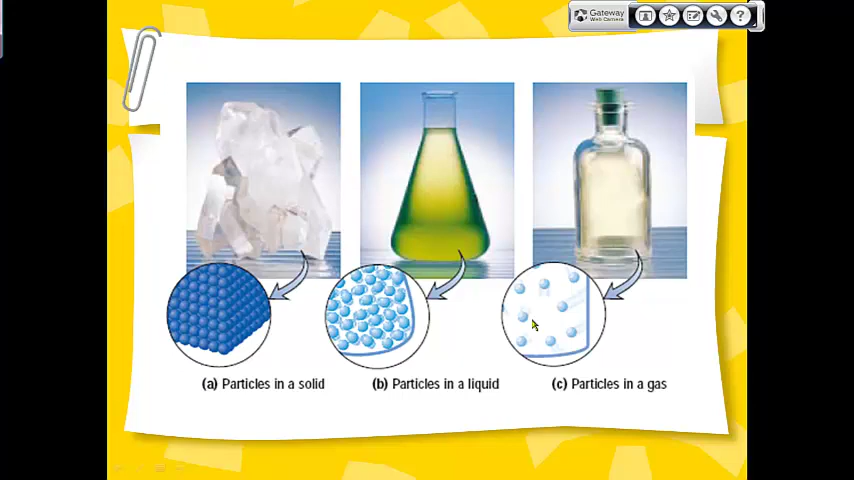 Gateway
Web Camera
?
(a) Particles in a solid
(b) Particles in a liquid
(c) Particles in a gas